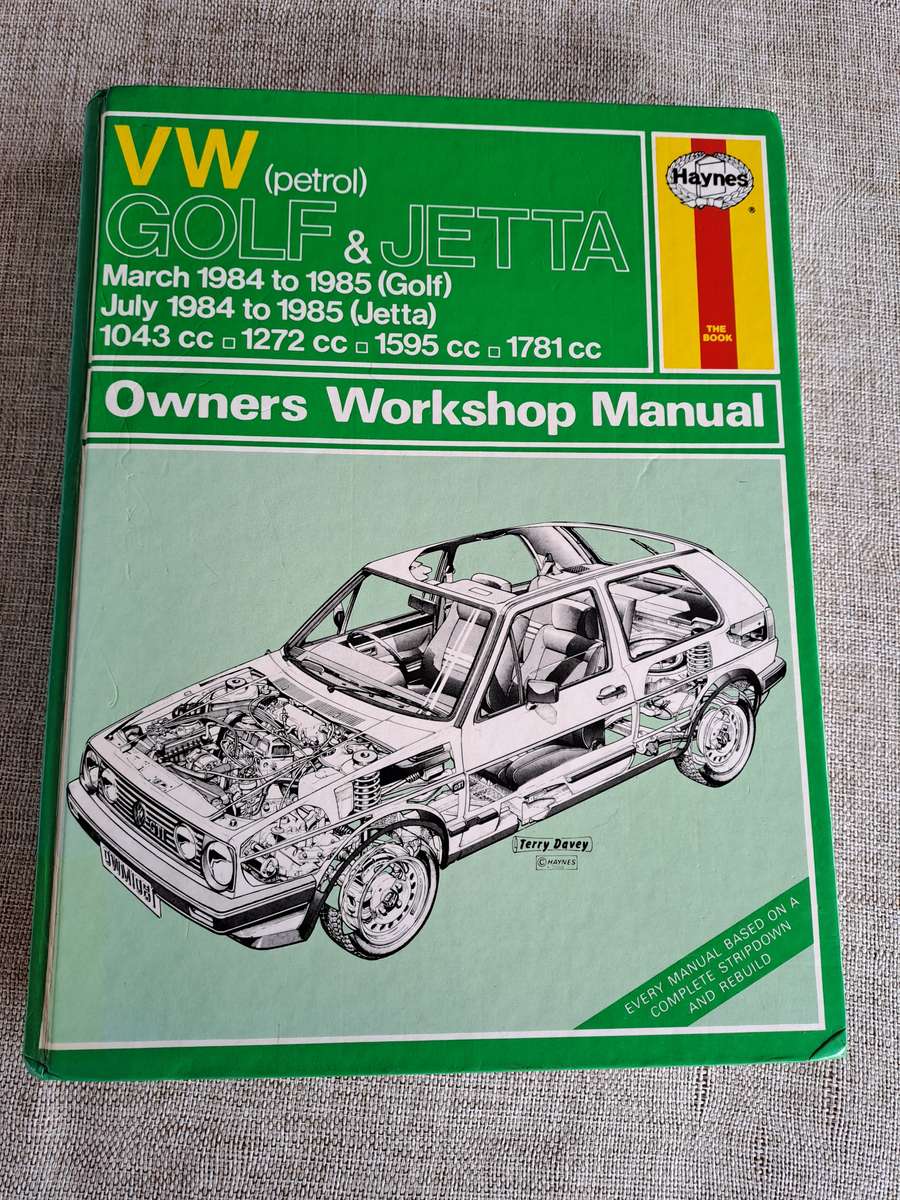 VW (petrol)
GOLF & JETTA
March 1984 to 1985 (Golf)
July 1984 to 1985 (Jetta)
1043 cc □ 1272 cc □ 1595 cc □ 1781 cc
Haynes
®
THE
BOOK
Owners Workshop Manual
GTI
Terry Davey
© HAYNES
EVERY MANUAL BASED ON A
COMPLETE STRIPDOWN
AND REBUILD